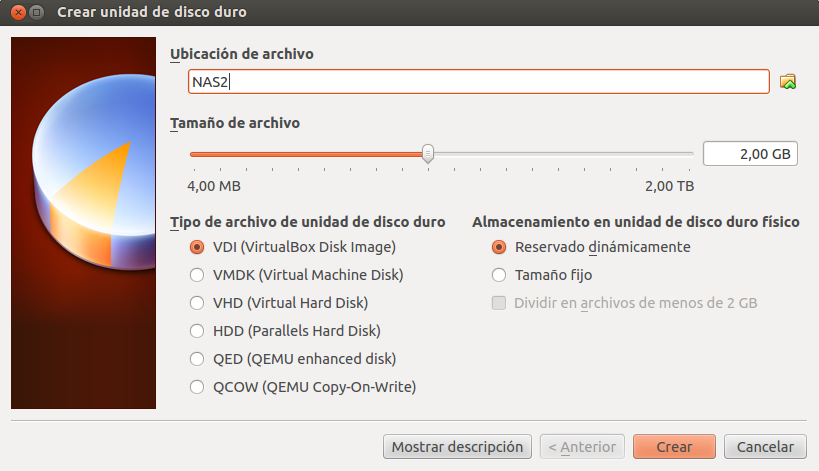 Crear unidad de disco duro
Ubicación de archivo
NAS2
Tamaño de archivo
2,00 GB
4,00 MB 2,00 TB
Tipo de archivo de unidad de disco duro
VDI (VirtualBox Disk Image)
VMDK (Virtual Machine Disk)
VHD (Virtual Hard Disk)
HDD (Parallels Hard Disk)
QED (QEMU enhanced disk)
QCOW (QEMU Copy-On-Write)
Almacenamiento en unidad de disco duro físico
Reservado dinámicamente
Tamaño fijo
Dividir en archivos de menos de 2 GB
Mostrar descripción < Anterior Crear Cancelar